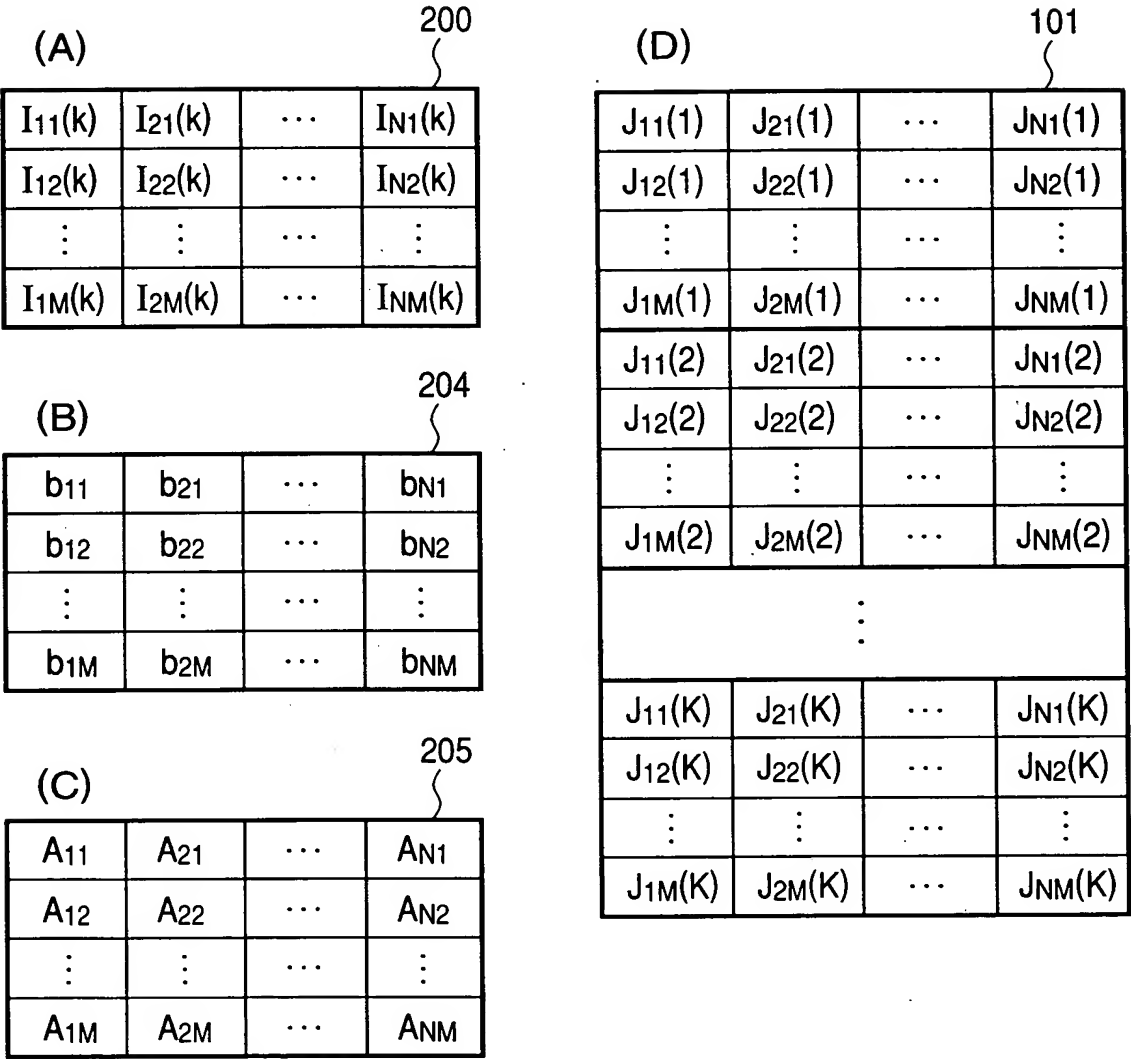 (A)
200
I11(k) I21(k) ... IN1(k)
I12(k) I22(k) ... IN2(k)
⋮ ⋮ ... ⋮
I1M(k) I2M(k) ... INM(k)
(B)
204
b11 b21 ... bN1
b12 b22 ... bN2
⋮ ⋮ ... ⋮
b1M b2M ... bNM
(C)
205
A11 A21 ... AN1
A12 A22 ... AN2
⋮ ⋮ ... ⋮
A1M A2M ... ANM
(D)
101
J11(1) J21(1) ... JN1(1)
J12(1) J22(1) ... JN2(1)
⋮ ⋮ ... ⋮
J1M(1) J2M(1) ... JNM(1)
J11(2) J21(2) ... JN1(2)
J12(2) J22(2) ... JN2(2)
⋮ ⋮ ... ⋮
J1M(2) J2M(2) ... JNM(2)
⋮
J11(K) J21(K) ... JN1(K)
J12(K) J22(K) ... JN2(K)
⋮ ⋮ ... ⋮
J1M(K) J2M(K) ... JNM(K)